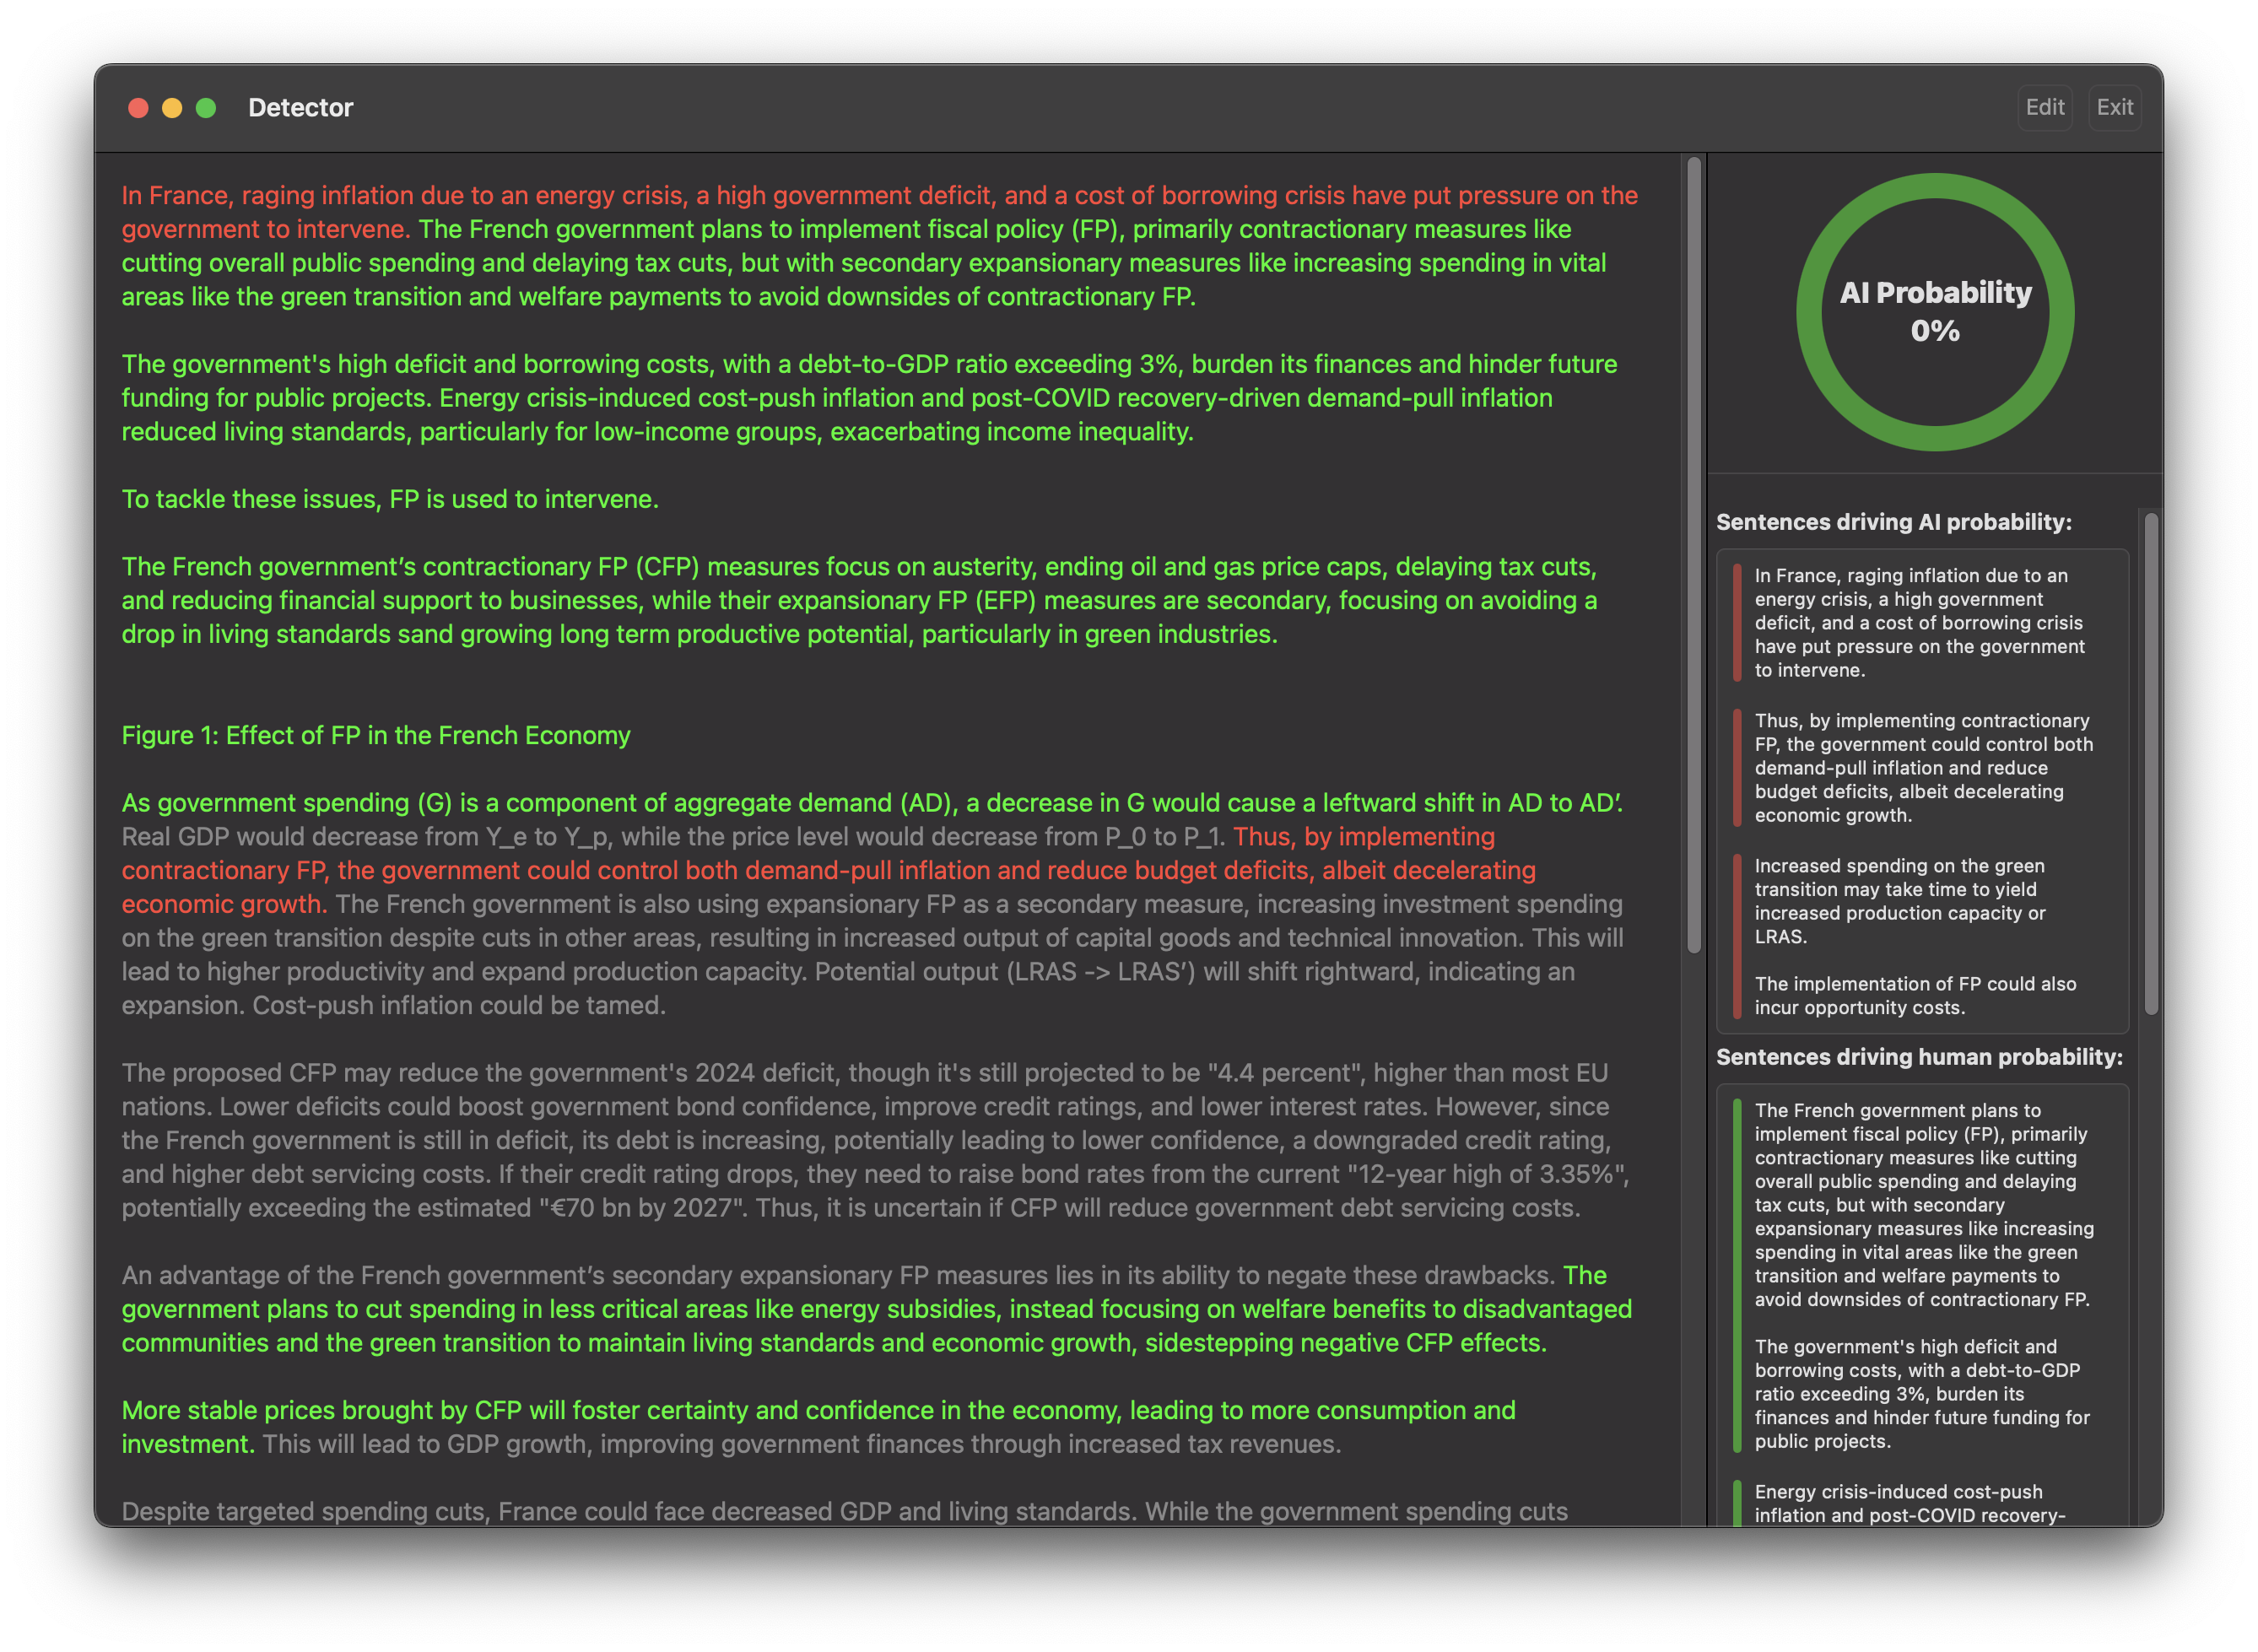 Detector
Edit
Exit
In France, raging inflation due to an energy crisis, a high government deficit, and a cost of borrowing crisis have put pressure on the
government to intervene. The French government plans to implement fiscal policy (FP), primarily contractionary measures like
cutting overall public spending and delaying tax cuts, but with secondary expansionary measures like increasing spending in vital
areas like the green transition and welfare payments to avoid downsides of contractionary FP.
The government's high deficit and borrowing costs, with a debt-to-GDP ratio exceeding 3%, burden its finances and hinder future
funding for public projects. Energy crisis-induced cost-push inflation and post-COVID recovery-driven demand-pull inflation
reduced living standards, particularly for low-income groups, exacerbating income inequality.
To tackle these issues, FP is used to intervene.
The French government’s contractionary FP (CFP) measures focus on austerity, ending oil and gas price caps, delaying tax cuts,
and reducing financial support to businesses, while their expansionary FP (EFP) measures are secondary, focusing on avoiding a
drop in living standards sand growing long term productive potential, particularly in green industries.
Figure 1: Effect of FP in the French Economy
As government spending (G) is a component of aggregate demand (AD), a decrease in G would cause a leftward shift in AD to AD’.
Real GDP would decrease from Y_e to Y_p, while the price level would decrease from P_0 to P_1. Thus, by implementing
contractionary FP, the government could control both demand-pull inflation and reduce budget deficits, albeit decelerating
economic growth. The French government is also using expansionary FP as a secondary measure, increasing investment spending
on the green transition despite cuts in other areas, resulting in increased output of capital goods and technical innovation. This will
lead to higher productivity and expand production capacity. Potential output (LRAS -> LRAS’) will shift rightward, indicating an
expansion. Cost-push inflation could be tamed.
The proposed CFP may reduce the government's 2024 deficit, though it's still projected to be "4.4 percent", higher than most EU
nations. Lower deficits could boost government bond confidence, improve credit ratings, and lower interest rates. However, since
the French government is still in deficit, its debt is increasing, potentially leading to lower confidence, a downgraded credit rating,
and higher debt servicing costs. If their credit rating drops, they need to raise bond rates from the current "12-year high of 3.35%",
potentially exceeding the estimated "€70 bn by 2027". Thus, it is uncertain if CFP will reduce government debt servicing costs.
An advantage of the French government’s secondary expansionary FP measures lies in its ability to negate these drawbacks. The
government plans to cut spending in less critical areas like energy subsidies, instead focusing on welfare benefits to disadvantaged
communities and the green transition to maintain living standards and economic growth, sidestepping negative CFP effects.
More stable prices brought by CFP will foster certainty and confidence in the economy, leading to more consumption and
investment. This will lead to GDP growth, improving government finances through increased tax revenues.
Despite targeted spending cuts, France could face decreased GDP and living standards. While the government spending cuts
AI Probability
0%
Sentences driving AI probability:
In France, raging inflation due to an
energy crisis, a high government
deficit, and a cost of borrowing crisis
have put pressure on the government
to intervene.
Thus, by implementing contractionary
FP, the government could control both
demand-pull inflation and reduce
budget deficits, albeit decelerating
economic growth.
Increased spending on the green
transition may take time to yield
increased production capacity or
LRAS.
The implementation of FP could also
incur opportunity costs.
Sentences driving human probability:
The French government plans to
implement fiscal policy (FP), primarily
contractionary measures like cutting
overall public spending and delaying
tax cuts, but with secondary
expansionary measures like increasing
spending in vital areas like the green
transition and welfare payments to
avoid downsides of contractionary FP.
The government's high deficit and
borrowing costs, with a debt-to-GDP
ratio exceeding 3%, burden its
finances and hinder future funding for
public projects.
Energy crisis-induced cost-push
inflation and post-COVID recovery-